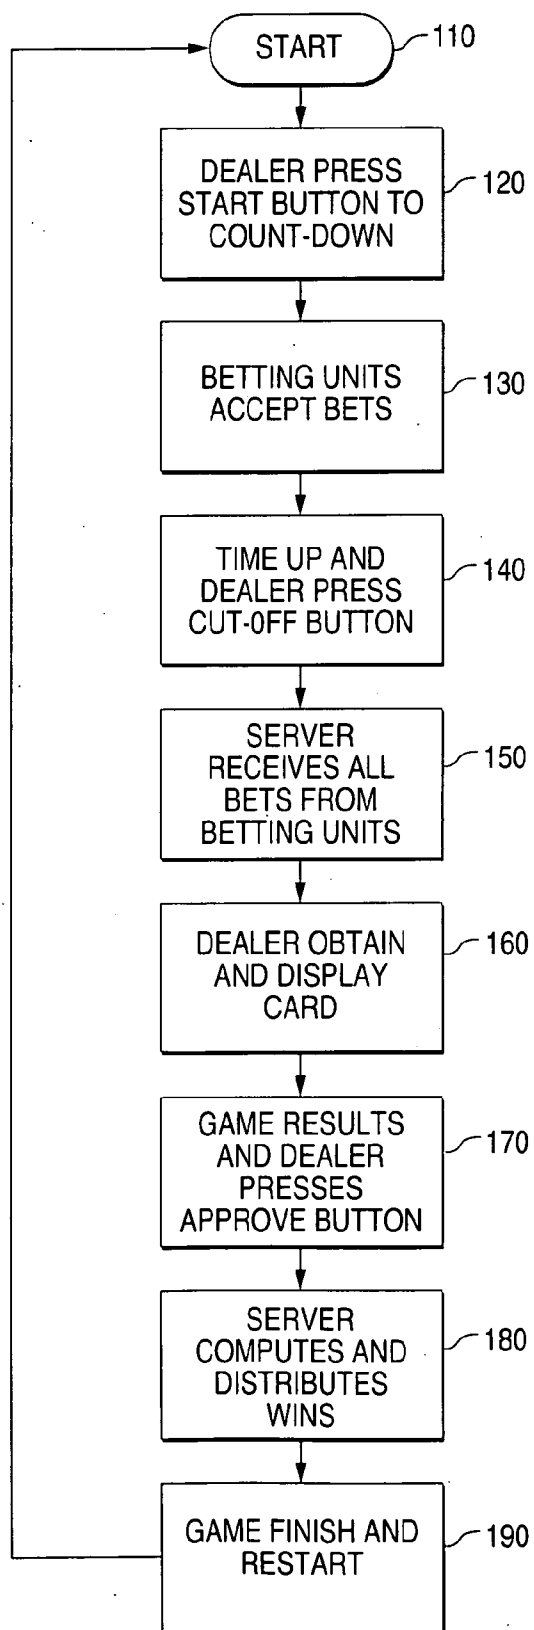 START
110
DEALER PRESS
START BUTTON TO
COUNT-DOWN
120
BETTING UNITS
ACCEPT BETS
130
TIME UP AND
DEALER PRESS
CUT-0FF BUTTON
140
SERVER
RECEIVES ALL
BETS FROM
BETTING UNITS
150
DEALER OBTAIN
AND DISPLAY
CARD
160
GAME RESULTS
AND DEALER
PRESSES
APPROVE BUTTON
170
SERVER
COMPUTES AND
DISTRIBUTES
WINS
180
GAME FINISH AND
RESTART
190